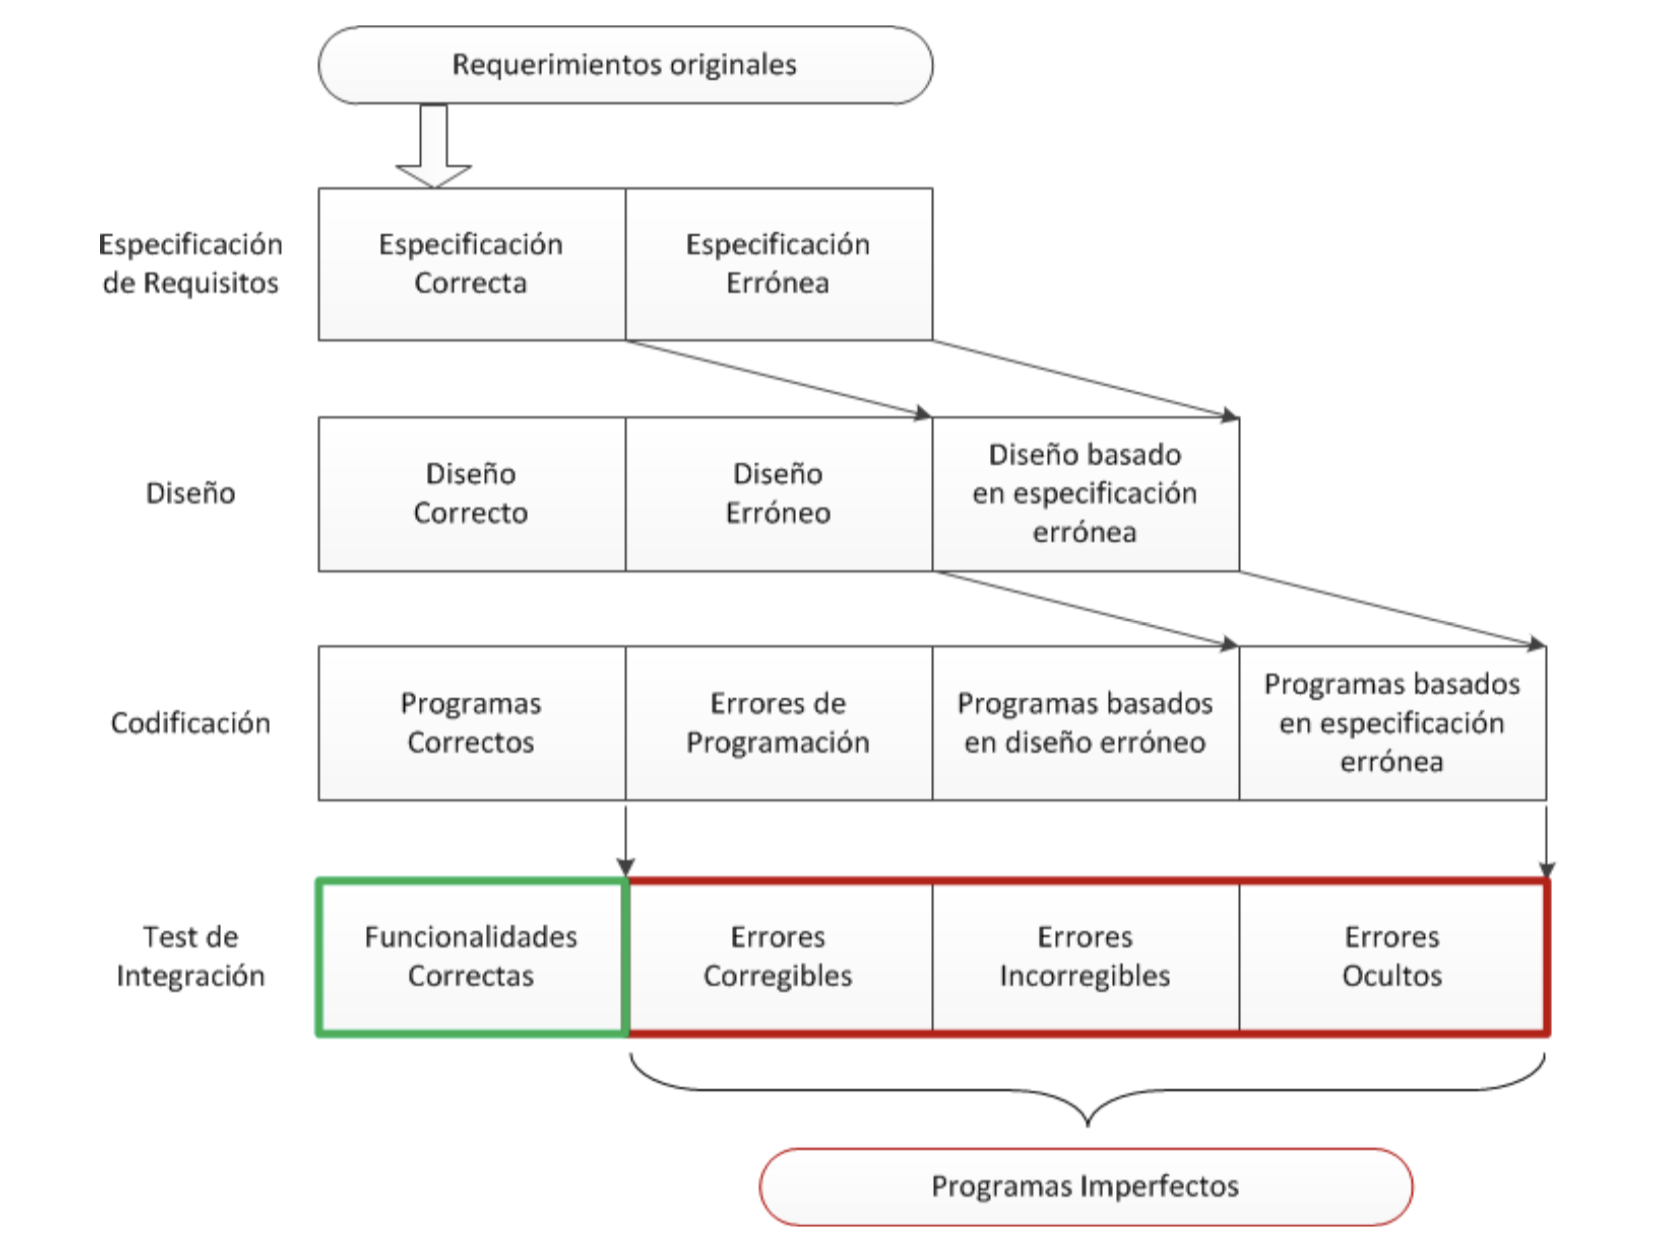 Requerimientos originales
Especificación
de Requisitos
Especificación
Correcta
Especificación
Errónea
Diseño
Diseño
Correcto
Diseño
Erróneo
Diseño basado
en especificación
errónea
Codificación
Programas
Correctos
Errores de
Programación
Programas basados
en diseño erróneo
Programas basados
en especificación
errónea
Test de
Integración
Funcionalidades
Correctas
Errores
Corregibles
Errores
Incorregibles
Errores
Ocultos
Programas Imperfectos